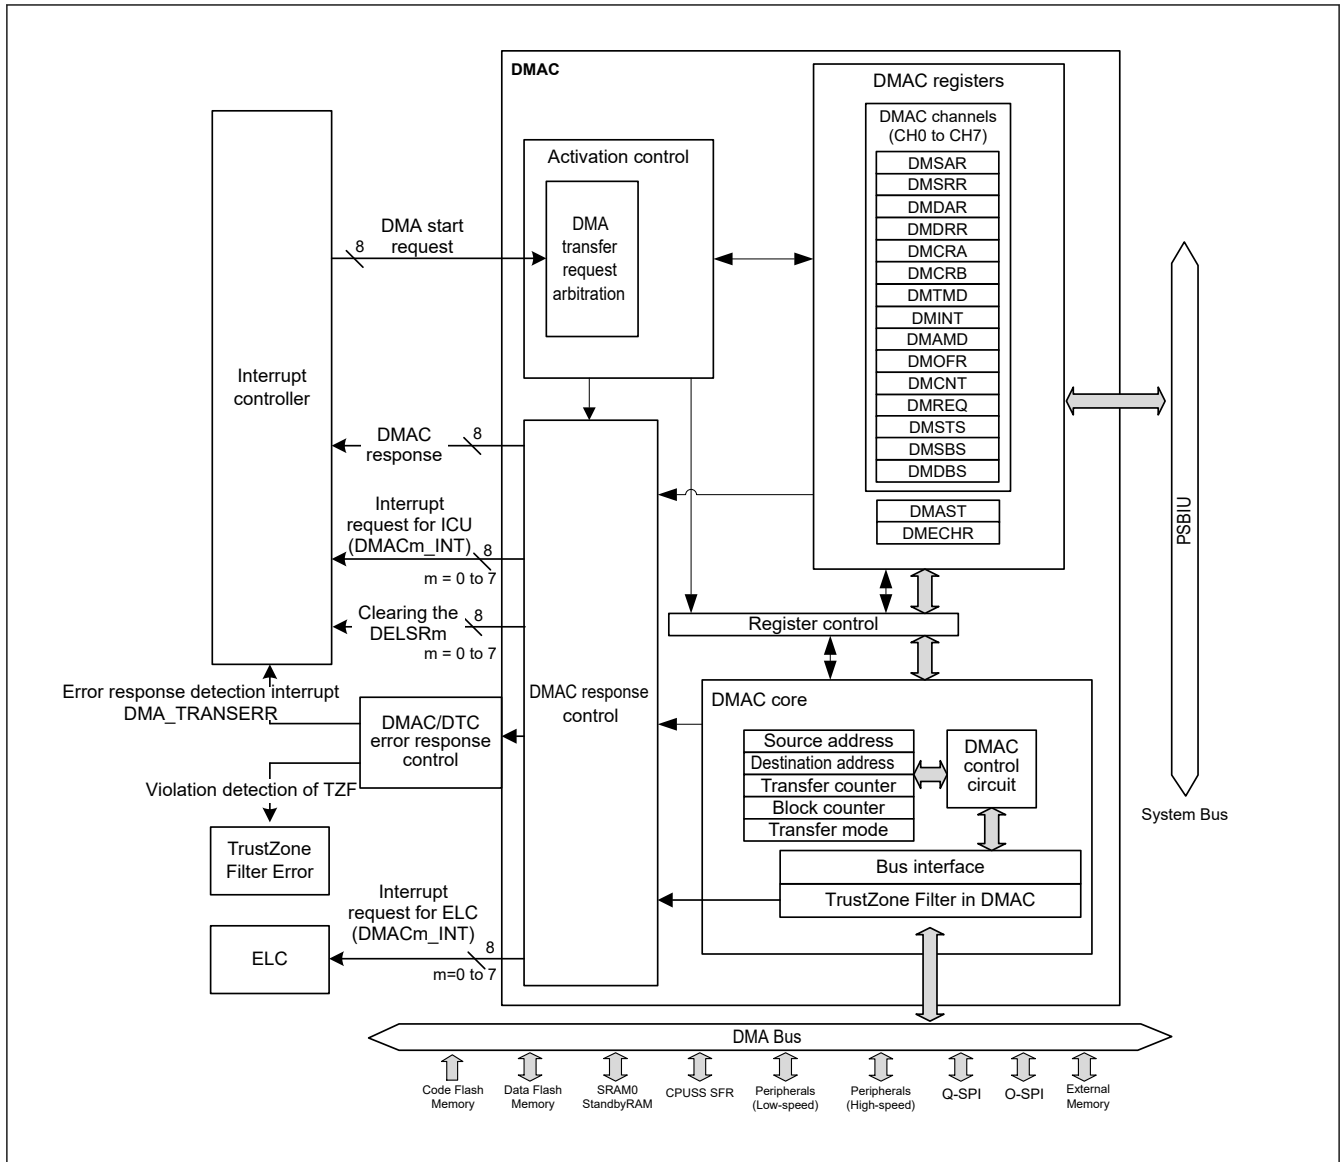 DMAC
DMAC registers
DMAC channels
(CH0 to CH7)
DMSAR
DMSRR
DMDAR
DMDRR
DMCRA
DMCRB
DMTMD
DMINT
DMAMD
DMOFR
DMCNT
DMREQ
DMSTS
DMSBS
DMDBS
DMAST
DMECHR
Activation control
DMA
transfer
request
arbitration
DMA start
request
8
Interrupt
controller
DMAC
response
8
Interrupt
request for ICU
(DMACm_INT)
8
m = 0 to 7
Clearing the
DELSRm
8
m = 0 to 7
Error response detection interrupt
DMA_TRANSERR
DMAC/DTC
error response
control
Violation detection of TZF
TrustZone
Filter Error
Interrupt
request for ELC
(DMACm_INT)
8
m=0 to 7
ELC
DMAC response
control
Register control
DMAC core
Source address
Destination address
Transfer counter
Block counter
Transfer mode
DMAC
control
circuit
Bus interface
TrustZone Filter in DMAC
PSBIU
System Bus
DMA Bus
Code Flash
Memory
Data Flash
Memory
SRAM0
StandbyRAM
CPUSS SFR
Peripherals
(Low-speed)
Peripherals
(High-speed)
Q-SPI
O-SPI
External
Memory